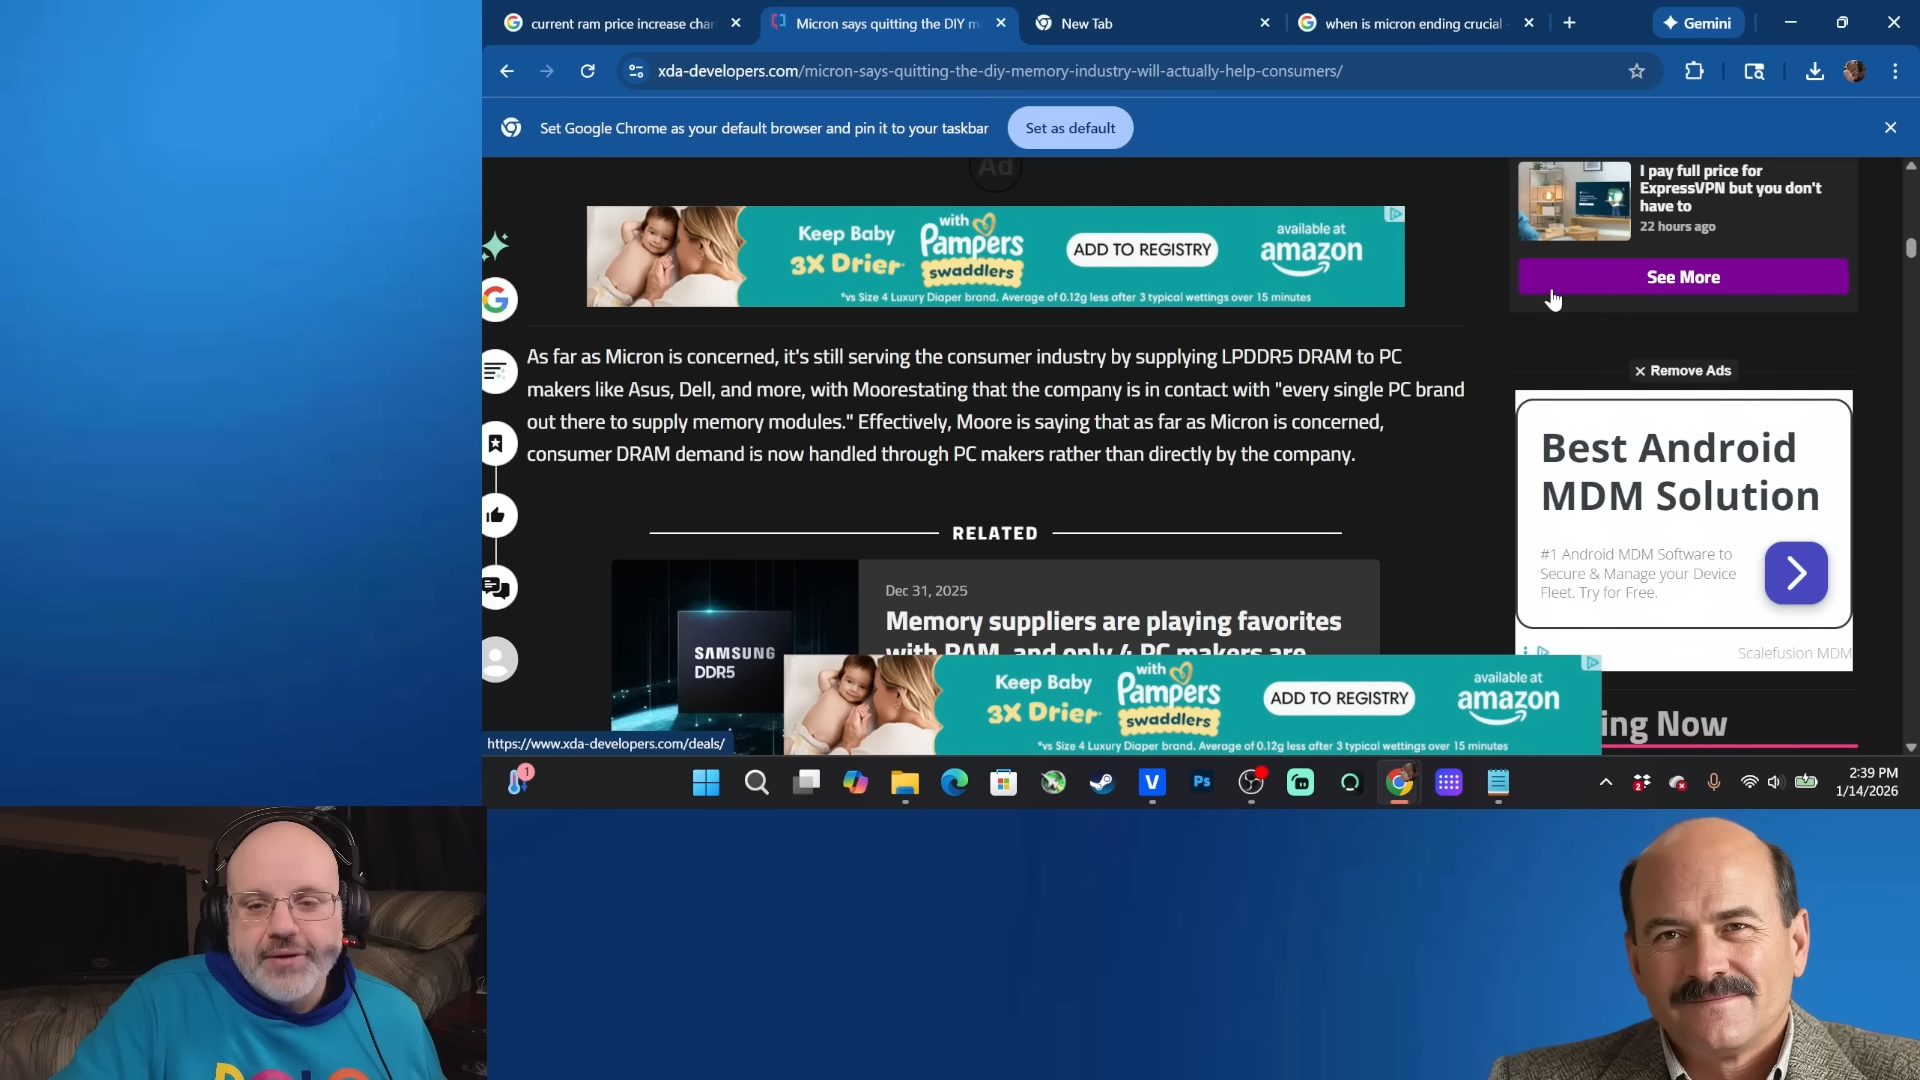 current ram price increase char
Micron says quitting the DIY m
New Tab
when is micron ending crucial
Gemini
xda-developers.com/micron-says-quitting-the-diy-memory-industry-will-actually-help-consumers/
Set Google Chrome as your default browser and pin it to your taskbar
Set as default
Ad
Keep Baby
3X Drier
with
Pampers
swaddlers
ADD TO REGISTRY
available at
amazon
*vs Size 4 Luxury Diaper brand. Average of 0.12g less after 3 typical wettings over 15 minutes
I pay full price for
ExpressVPN but you don't
have to
22 hours ago
See More
As far as Micron is concerned, it's still serving the consumer industry by supplying LPDDR5 DRAM to PC
makers like Asus, Dell, and more, with Moorestating that the company is in contact with "every single PC brand
out there to supply memory modules." Effectively, Moore is saying that as far as Micron is concerned,
consumer DRAM demand is now handled through PC makers rather than directly by the company.
Remove Ads
Best Android
MDM Solution
#1 Android MDM Software to
Secure & Manage your Device
Fleet. Try for Free.
Scalefusion MDM
RELATED
SAMSUNG
DDR5
Dec 31, 2025
Memory suppliers are playing favorites
with RAM, and only 4 PC makers are
Keep Baby
3X Drier
with
Pampers
swaddlers
ADD TO REGISTRY
available at
amazon
*vs Size 4 Luxury Diaper brand. Average of 0.12g less after 3 typical wettings over 15 minutes
ing Now
https://www.xda-developers.com/deals/
1
V
Ps
2
2:39 PM
1/14/2026